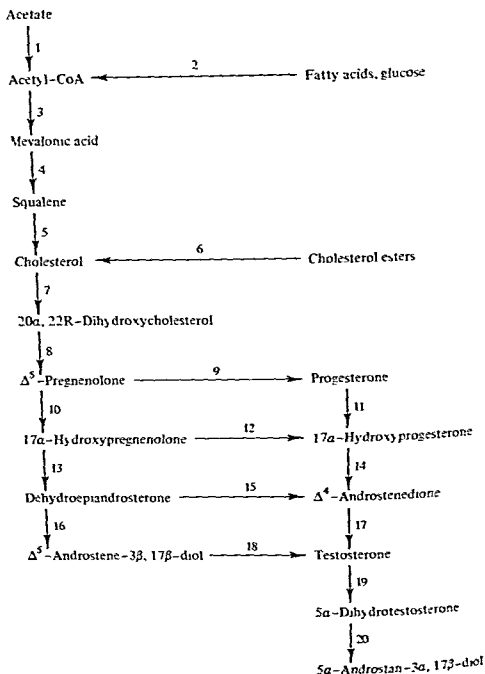 Acetate
1
2
Acetyl-CoA
Fatty acids, glucose
3
Mevalonic acid
4
Squalene
5
6
Cholesterol
Cholesterol esters
7
20α, 22R-Dihydroxycholesterol
8
Δ⁵-Pregnenolone
9
Progesterone
10
11
17α-Hydroxypregnenolone
12
17α-Hydroxyprogesterone
13
14
Dehydroepiandrosterone
15
Δ⁴-Androstenedione
16
17
Δ⁵-Androstene-3β, 17β-diol
18
Testosterone
19
5α-Dihydrotestosterone
20
5α-Androstan-3α, 17β-diol